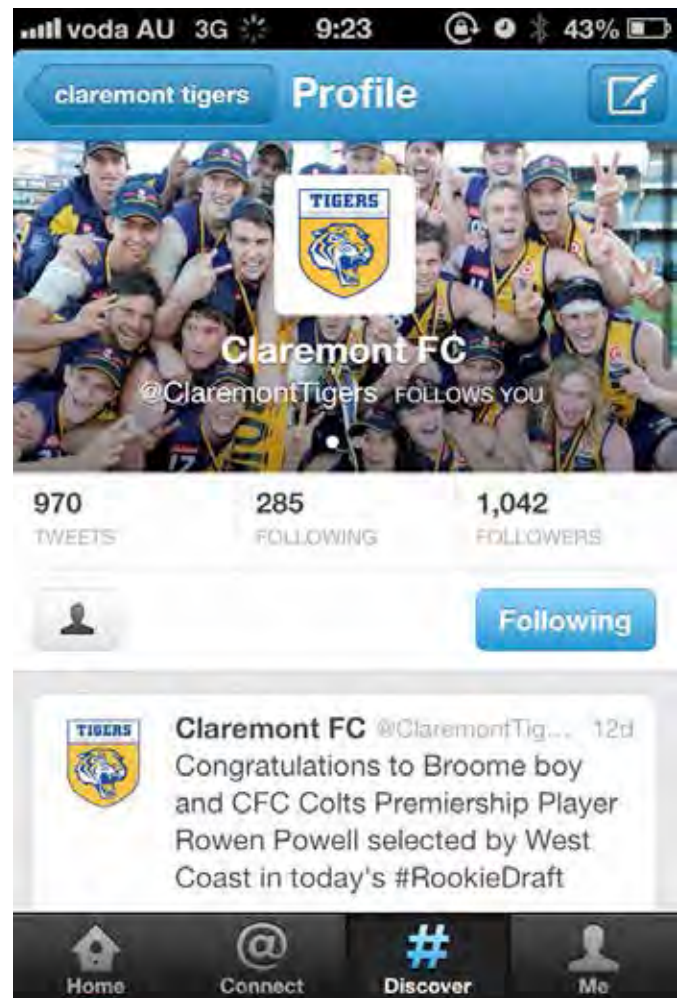 voda AU 3G 9:23 43%
claremont tigers Profile
TIGERS
Claremont FC
@ClaremontTigers FOLLOWS YOU
17
970 285 1,042
TWEETS FOLLOWING FOLLOWERS
Following
TIGERS
Claremont FC @ClaremontTig... 12d
Congratulations to Broome boy
and CFC Colts Premiership Player
Rowen Powell selected by West
Coast in today's #RookieDraft
Home Connect Discover Me